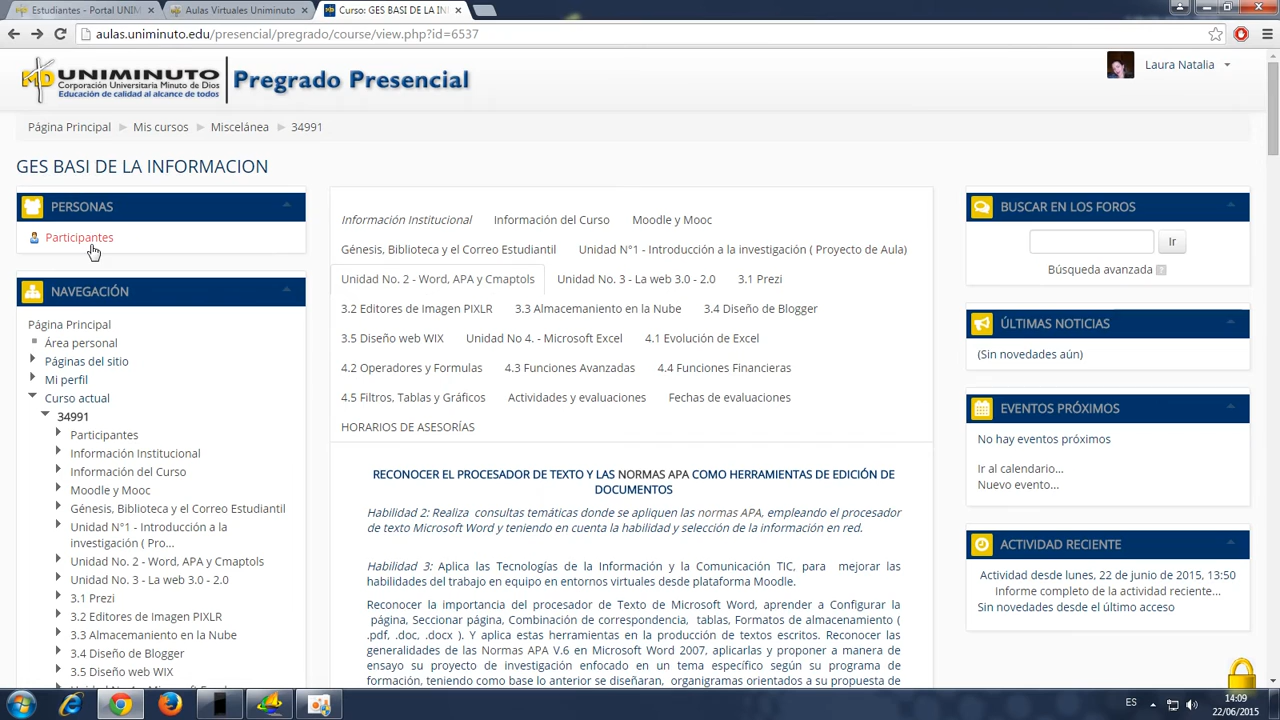 Estudiantes - Portal UNIM
Aulas Virtuales Uniminuto
Curso: GES BASI DE LA IN
aulas.uniminuto.edu/presencial/pregrado/course/view.php?id=6537
UNIMINUTO
Corporación Universitaria Minuto de Dios
Educación de calidad al alcance de todos
Pregrado Presencial
Laura Natalia
Página Principal Mis cursos Miscelánea 34991
GES BASI DE LA INFORMACION
PERSONAS
Participantes
NAVEGACIÓN
Página Principal
Área personal
Páginas del sitio
Mi perfil
Curso actual
34991
Participantes
Información Institucional
Información del Curso
Moodle y Mooc
Génesis, Biblioteca y el Correo Estudiantil
Unidad N°1 - Introducción a la
investigación ( Pro...
Unidad No. 2 - Word, APA y Cmaptols
Unidad No. 3 - La web 3.0 - 2.0
3.1 Prezi
3.2 Editores de Imagen PIXLR
3.3 Almacemaniento en la Nube
3.4 Diseño de Blogger
3.5 Diseño web WIX
Información Institucional Información del Curso Moodle y Mooc
Génesis, Biblioteca y el Correo Estudiantil Unidad N°1 - Introducción a la investigación ( Proyecto de Aula)
Unidad No. 2 - Word, APA y Cmaptols Unidad No. 3 - La web 3.0 - 2.0 3.1 Prezi
3.2 Editores de Imagen PIXLR 3.3 Almacemaniento en la Nube 3.4 Diseño de Blogger
3.5 Diseño web WIX Unidad No 4. - Microsoft Excel 4.1 Evolución de Excel
4.2 Operadores y Formulas 4.3 Funciones Avanzadas 4.4 Funciones Financieras
4.5 Filtros, Tablas y Gráficos Actividades y evaluaciones Fechas de evaluaciones
HORARIOS DE ASESORÍAS
RECONOCER EL PROCESADOR DE TEXTO Y LAS NORMAS APA COMO HERRAMIENTAS DE EDICIÓN DE
DOCUMENTOS
Habilidad 2: Realiza consultas temáticas donde se apliquen las normas APA, empleando el procesador
de texto Microsoft Word y teniendo en cuenta la habilidad y selección de la información en red.
Habilidad 3: Aplica las Tecnologías de la Información y la Comunicación TIC, para mejorar las
habilidades del trabajo en equipo en entornos virtuales desde plataforma Moodle.
Reconocer la importancia del procesador de Texto de Microsoft Word, aprender a Configurar la
página, Seccionar página, Combinación de correspondencia, tablas, Formatos de almacenamiento (
.pdf, .doc, .docx ). Y aplica estas herramientas en la producción de textos escritos. Reconocer las
generalidades de las Normas APA V.6 en Microsoft Word 2007, aplicarlas y proponer a manera de
ensayo su proyecto de investigación enfocado en un tema específico según su programa de
formación, teniendo como base lo anterior se diseñaran, organigramas orientados a su propuesta de
BUSCAR EN LOS FOROS
Ir
Búsqueda avanzada ?
ÚLTIMAS NOTICIAS
(Sin novedades aún)
EVENTOS PRÓXIMOS
No hay eventos próximos
Ir al calendario...
Nuevo evento...
ACTIVIDAD RECIENTE
Actividad desde lunes, 22 de junio de 2015, 13:50
Informe completo de la actividad reciente...
Sin novedades desde el último acceso
ES
14:09
22/06/2015